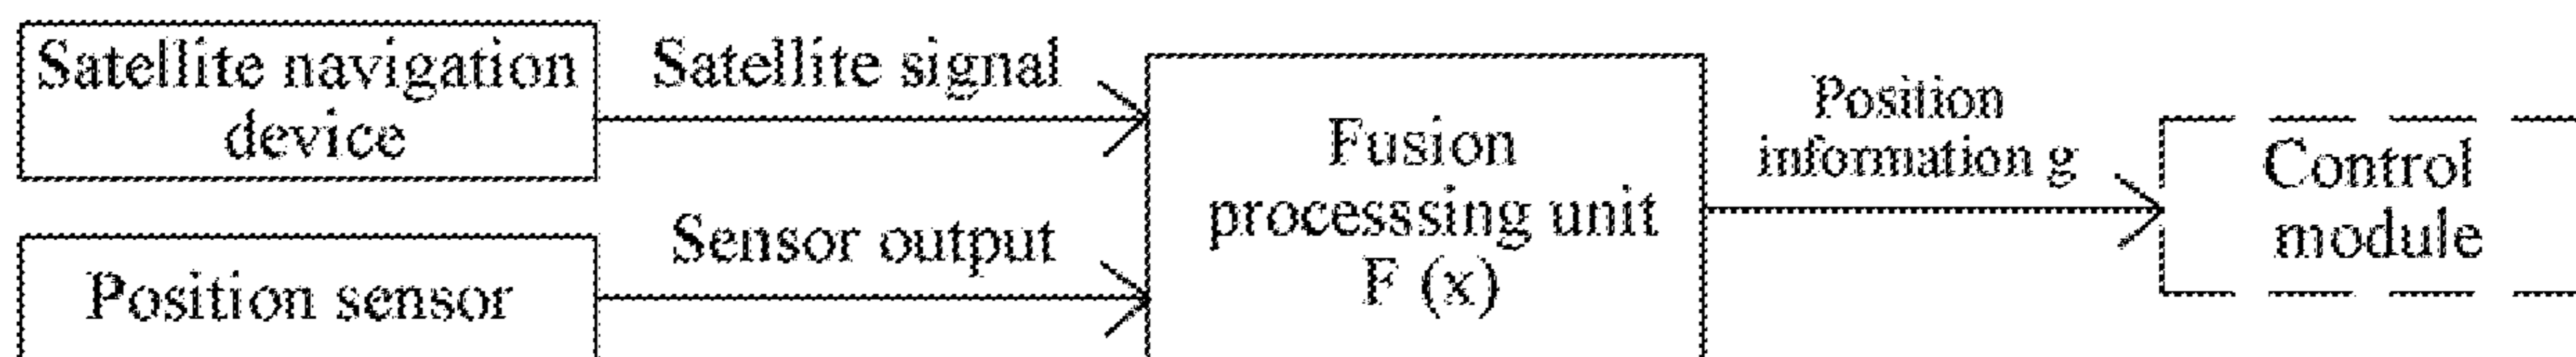 Satellite navigation
device
Satellite signal
Position sensor
Sensor output
Fusion
processsing unit
F (x)
Position
information g
Control
module